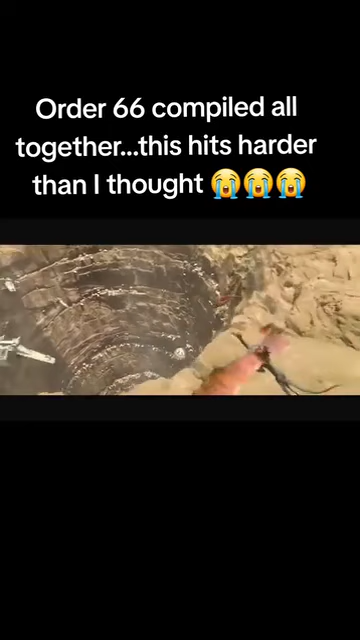 Order 66 compiled all
together...this hits harder
than I thought 😭😭😭